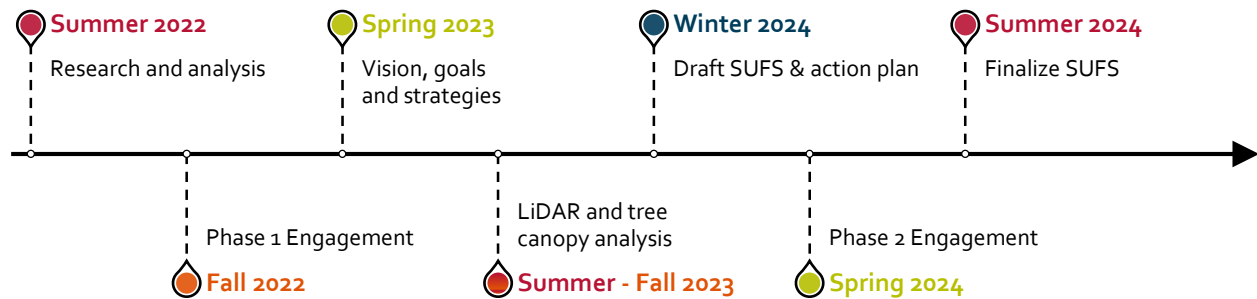 Summer 2022
Research and analysis
Spring 2023
Vision, goals
and strategies
Winter 2024
Draft SUFS & action plan
Summer 2024
Finalize SUFS
Phase 1 Engagement
Fall 2022
LiDAR and tree
canopy analysis
Summer - Fall 2023
Phase 2 Engagement
Spring 2024